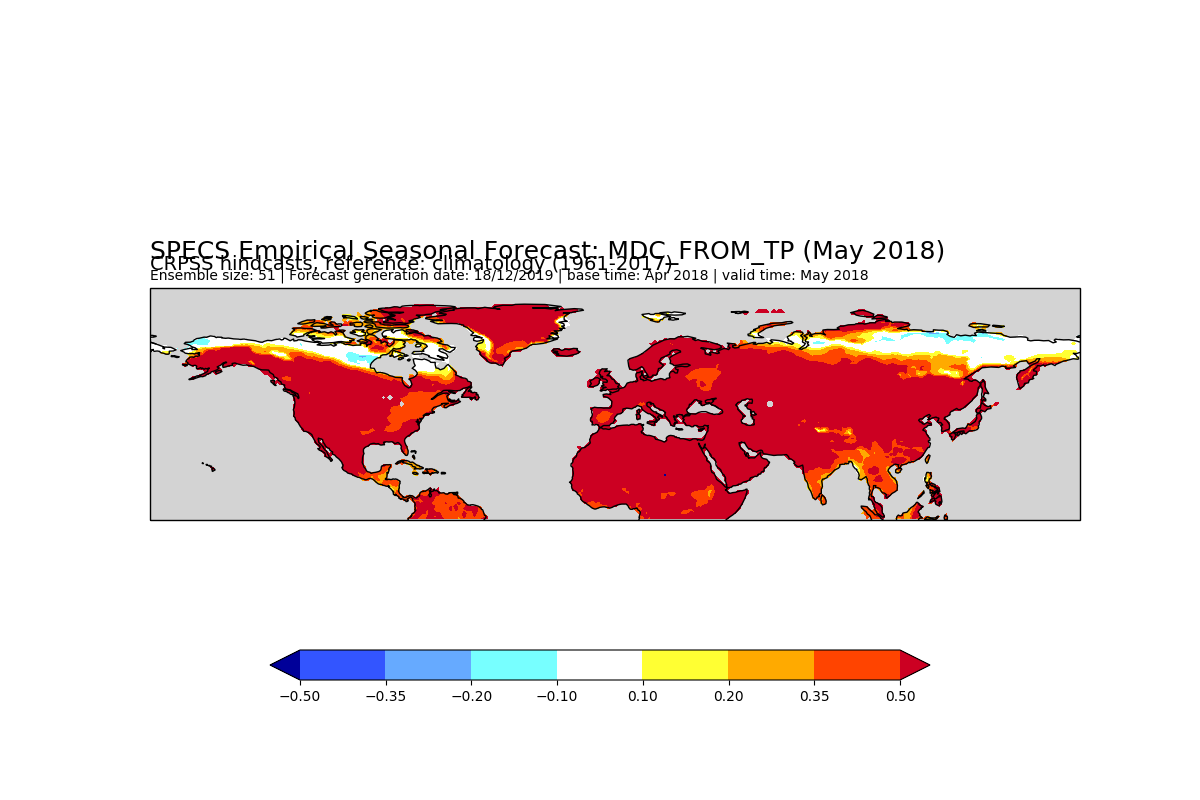 SPECS Empirical Seasonal Forecast: MDC_FROM_TP (May 2018)
CRPSS hindcasts, reference: climatology (1961-2017)
Ensemble size: 51 | Forecast generation date: 18/12/2019 | base time: Apr 2018 | valid time: May 2018
−0.50 −0.35 −0.20 −0.10 0.10 0.20 0.35 0.50